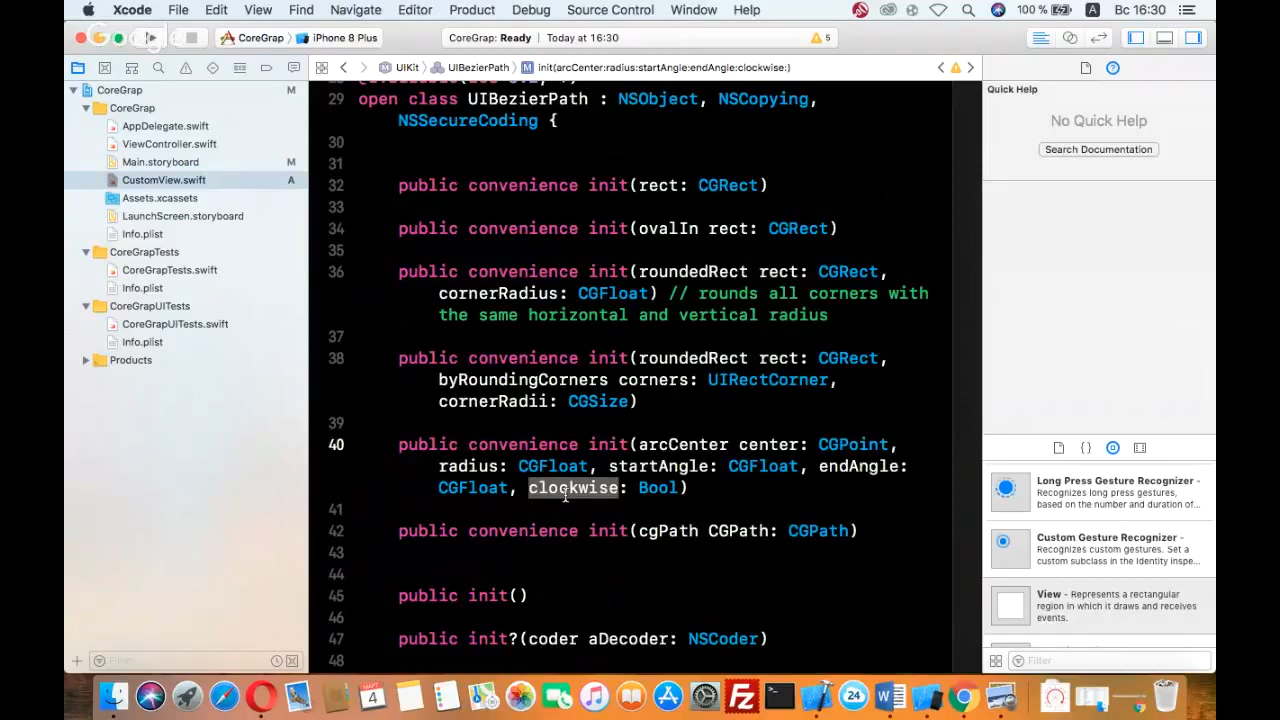 Xcode File Edit View Find Navigate Editor Product Debug Source Control Window Help 100 % A Вс 16:30
CoreGrap iPhone 8 Plus CoreGrap: Ready Today at 16:30 5
UIKit UIBezierPath M init(arcCenter:radius:startAngle:endAngle:clockwise:)
CoreGrap M
CoreGrap
AppDelegate.swift
ViewController.swift
Main.storyboard M
CustomView.swift A
Assets.xcassets
LaunchScreen.storyboard
Info.plist
CoreGrapTests
CoreGrapTests.swift
Info.plist
CoreGrapUITests
CoreGrapUITests.swift
Info.plist
Products
Filter
29 open class UIBezierPath : NSObject, NSCopying,
NSSecureCoding {
30
31
32 public convenience init(rect: CGRect)
33
34 public convenience init(ovalIn rect: CGRect)
35
36 public convenience init(roundedRect rect: CGRect,
cornerRadius: CGFloat) // rounds all corners with
the same horizontal and vertical radius
37
38 public convenience init(roundedRect rect: CGRect,
byRoundingCorners corners: UIRectCorner,
cornerRadii: CGSize)
39
40 public convenience init(arcCenter center: CGPoint,
radius: CGFloat, startAngle: CGFloat, endAngle:
CGFloat, clockwise: Bool)
41
42 public convenience init(cgPath CGPath: CGPath)
43
44
45 public init()
46
47 public init?(coder aDecoder: NSCoder)
48
Quick Help
No Quick Help
Search Documentation
{ }
Long Press Gesture Recognizer -
Recognizes long press gestures,
based on the number and duration of...
Custom Gesture Recognizer -
Recognizes custom gestures. Set a
custom subclass in the identity inspe...
View - Represents a rectangular
region in which it draws and receives
events.
Filter
МАРТ
4
FZ
24
W